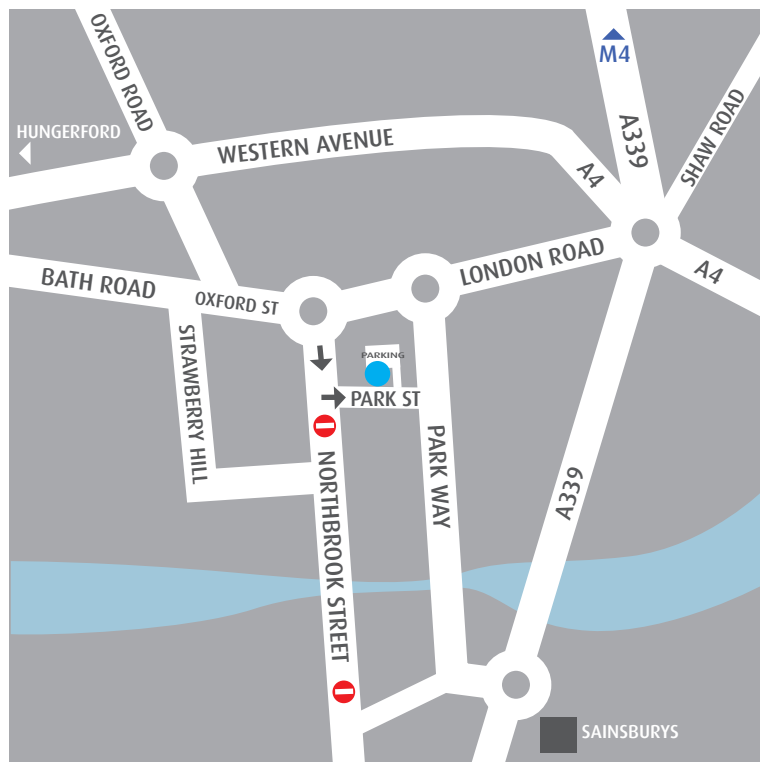 OXFORD ROAD
M4
HUNGERFORD
WESTERN AVENUE
A339
SHAW ROAD
A4
LONDON ROAD
A4
BATH ROAD
OXFORD ST
STRAWBERRY HILL
PARKING
PARK ST
NORTHBROOK STREET
PARK WAY
A339
SAINSBURYS